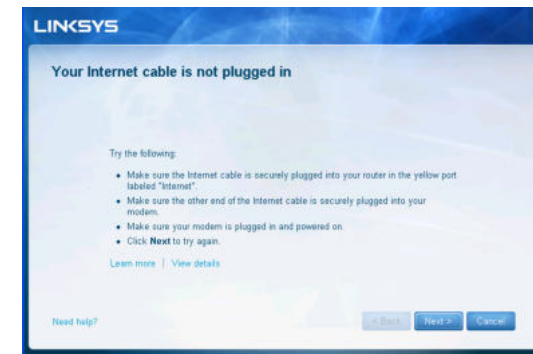 LINKSYS
Your Internet cable is not plugged in
Try the following:
• Make sure the Internet cable is securely plugged into your router in the yellow port
labeled "Internet".
• Make sure the other end of the Internet cable is securely plugged into your
modem.
• Make sure your modem is plugged in and powered on.
• Click Next to try again.
Learn more | View details
Need help?
< Back Next > Cancel